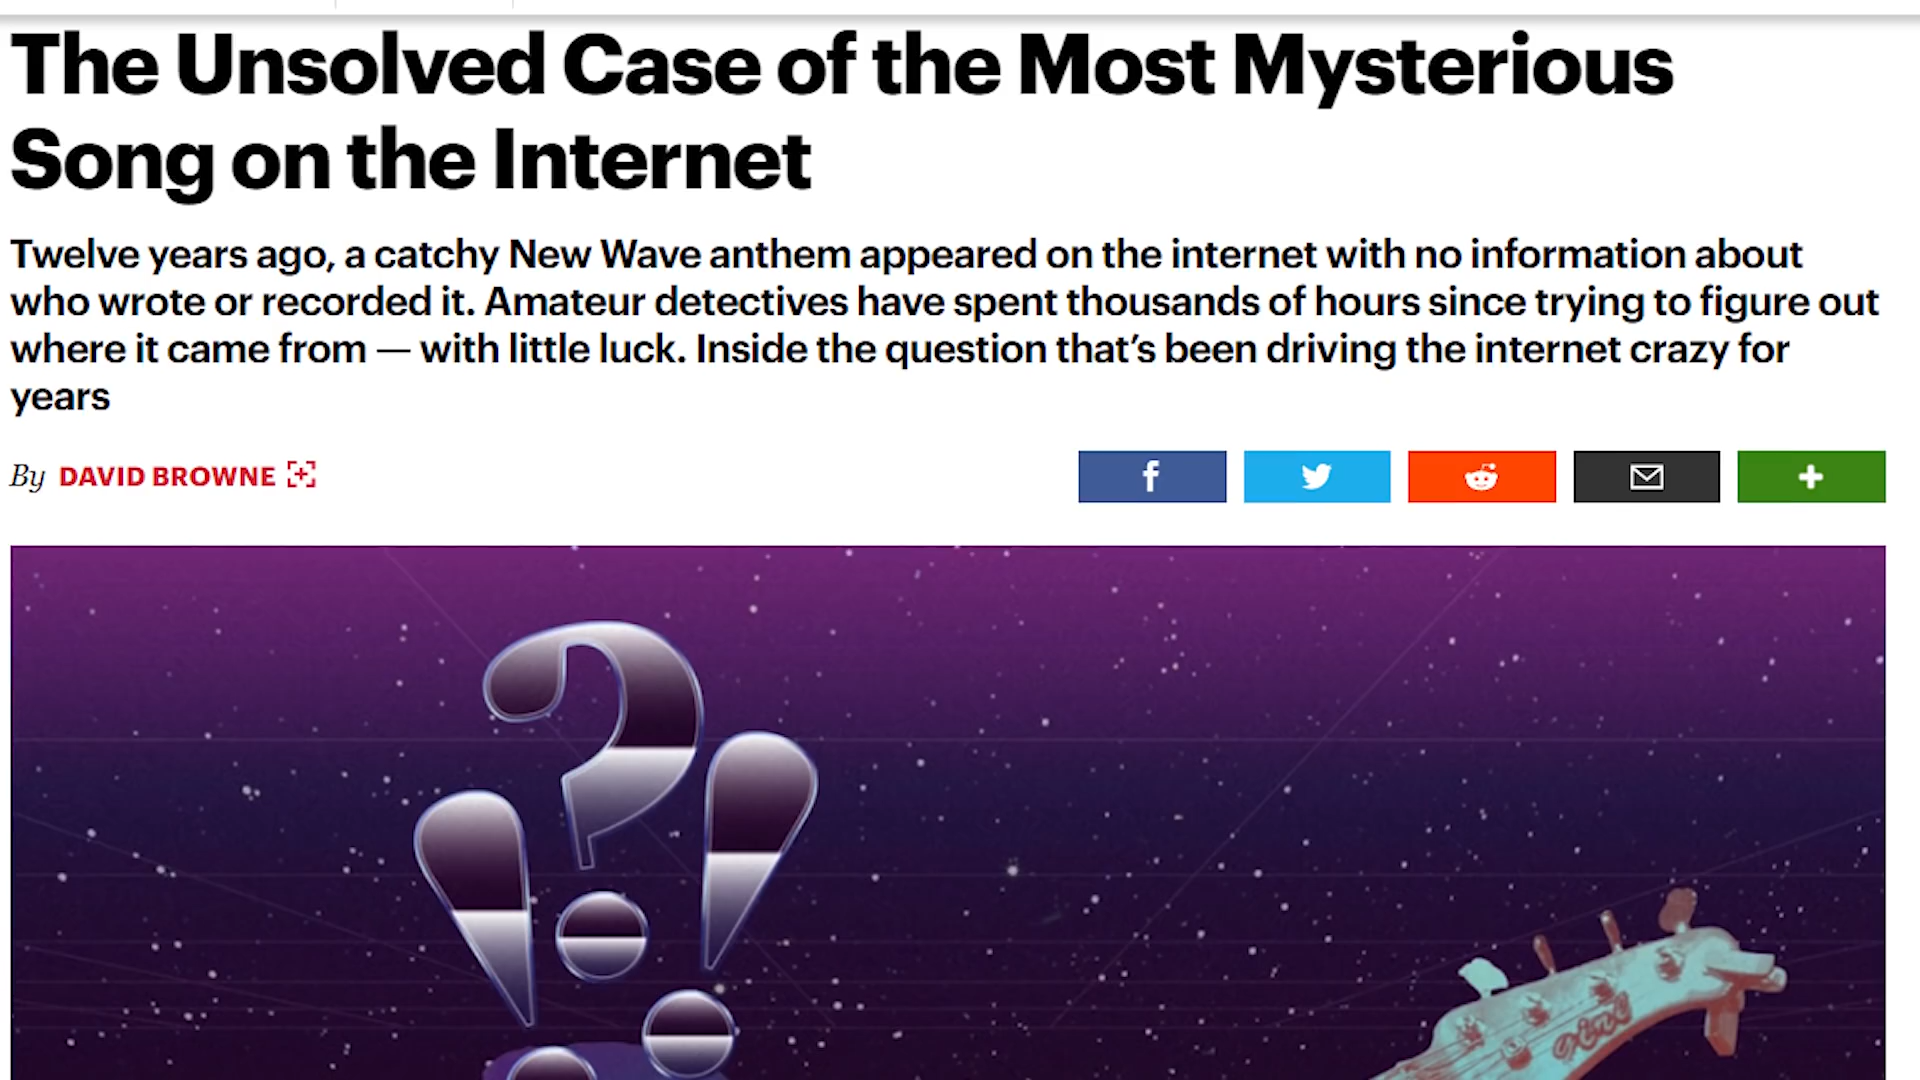 The Unsolved Case of the Most Mysterious
Song on the Internet
Twelve years ago, a catchy New Wave anthem appeared on the internet with no information about
who wrote or recorded it. Amateur detectives have spent thousands of hours since trying to figure out
where it came from — with little luck. Inside the question that’s been driving the internet crazy for
years
By DAVID BROWNE